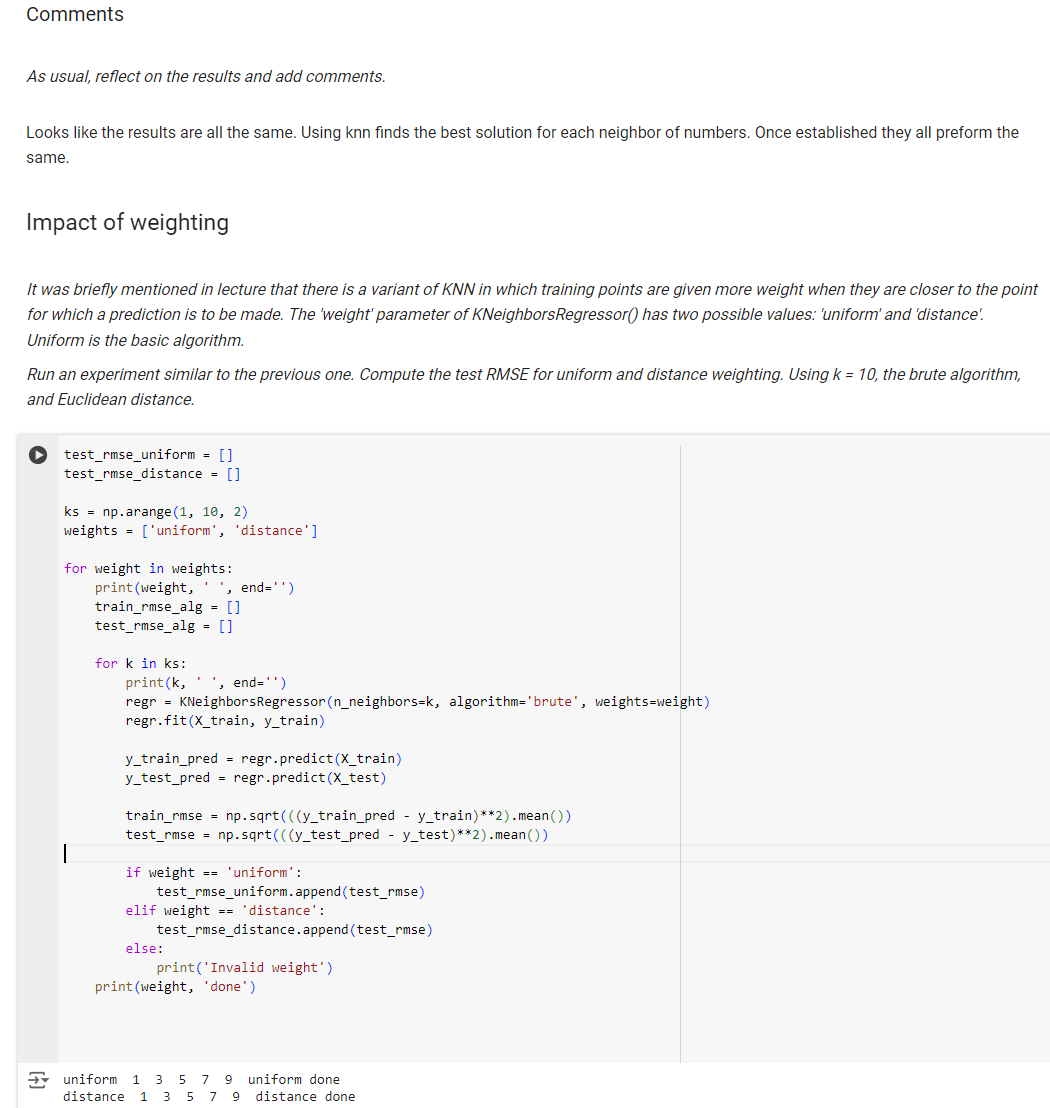 Comments
As usual, reflect on the results and add comments.
Looks like the results are all the same. Using knn finds the best solution for each neighbor of numbers. Once established they all preform the
same.
Impact of weighting
It was briefly mentioned in lecture that there is a variant of KNN in which training points are given more weight when they are closer to the point
for which a prediction is to be made. The 'weight' parameter of KNeighborsRegressor() has two possible values: 'uniform' and 'distance'.
Uniform is the basic algorithm.
Run an experiment similar to the previous one. Compute the test RMSE for uniform and distance weighting. Using k = 10, the brute algorithm,
and Euclidean distance.
test_rmse_uniform = []
test_rmse_distance = []
ks = np.arange(1, 10, 2)
weights = ['uniform', 'distance']
for weight in weights:
    print(weight, ' ', end='')
    train_rmse_alg = []
    test_rmse_alg = []
    for k in ks:
        print(k, ' ', end='')
        regr = KNeighborsRegressor(n_neighbors=k, algorithm='brute', weights=weight)
        regr.fit(X_train, y_train)
        y_train_pred = regr.predict(X_train)
        y_test_pred = regr.predict(X_test)
        train_rmse = np.sqrt(((y_train_pred - y_train)**2).mean())
        test_rmse = np.sqrt(((y_test_pred - y_test)**2).mean())
        if weight == 'uniform':
            test_rmse_uniform.append(test_rmse)
        elif weight == 'distance':
            test_rmse_distance.append(test_rmse)
        else:
            print('Invalid weight')
    print(weight, 'done')
uniform  1  3  5  7  9  uniform done
distance  1  3  5  7  9  distance done